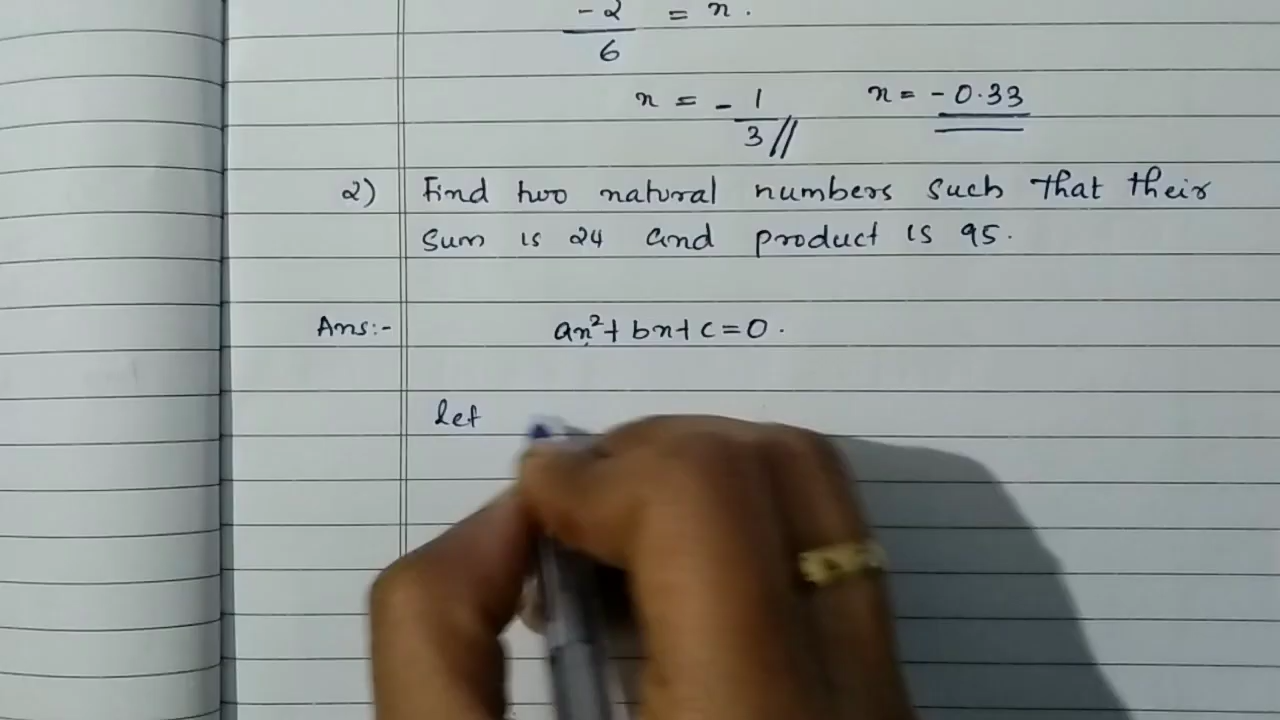 -2/6 = x.
x = -1/3// x = -0.33
2) Find two natural numbers such that their
sum is 24 and product is 95.
Ans:- ax²+bx+c=0.
let